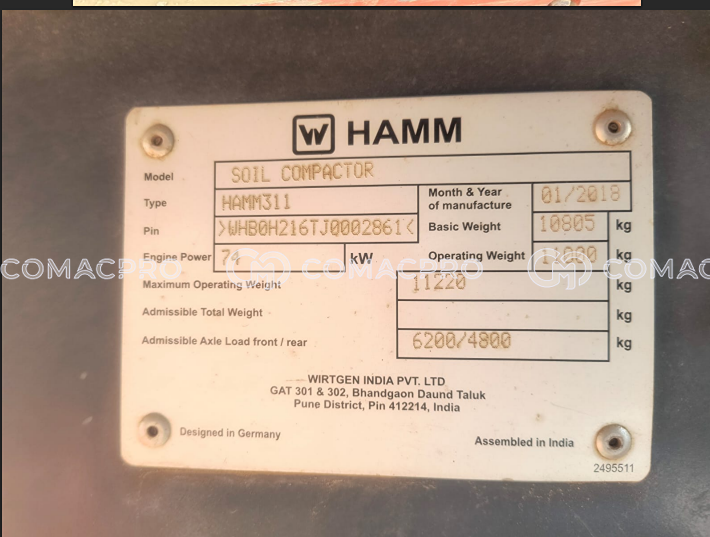 W HAMM
Model SOIL COMPACTOR
Type HAMM311 Month & Year of manufacture 01/2018
Pin >WHB0H216TJ0002861< Basic Weight 10805 kg
Engine Power 74 kW Operating Weight kg
COMACPRO COMACPRO COMAC
Maximum Operating Weight 11220 kg
Admissible Total Weight kg
Admissible Axle Load front / rear 6200/4800 kg
WIRTGEN INDIA PVT. LTD
GAT 301 & 302, Bhandgaon Daund Taluk
Pune District, Pin 412214, India
Designed in Germany
Assembled in India
2495511